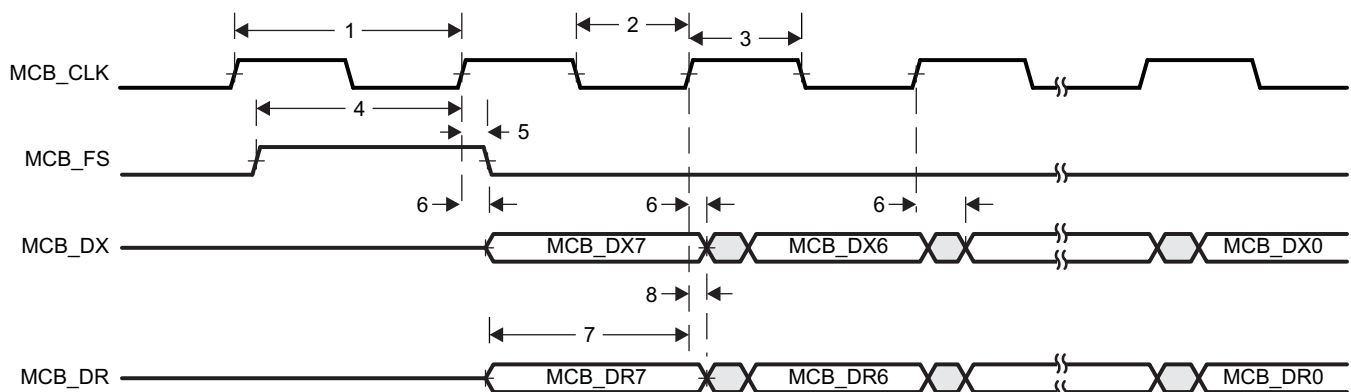 1
2
3
MCB_CLK
4
5
MCB_FS
6
6
6
MCB_DX
MCB_DX7
MCB_DX6
MCB_DX0
8
7
MCB_DR
MCB_DR7
MCB_DR6
MCB_DR0